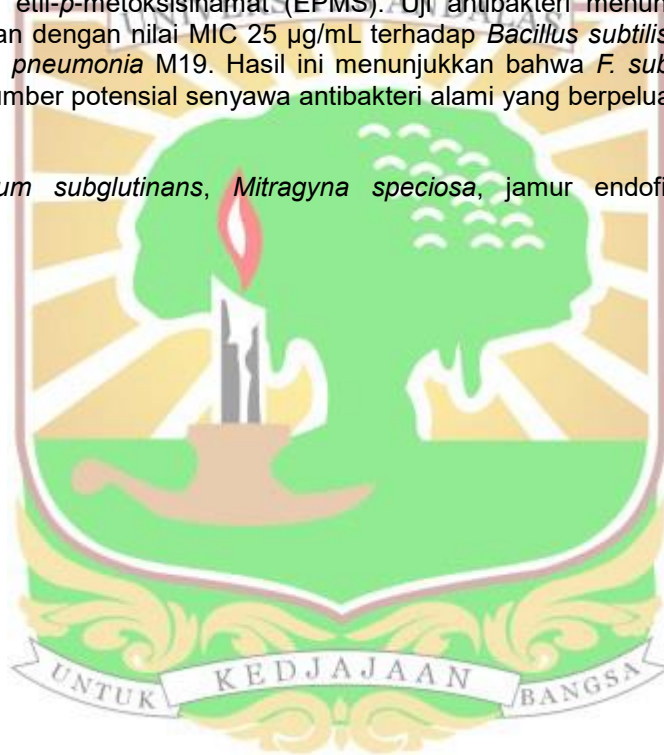 etil-p-metoksisinamat (EPMS). Uji antibakteri menun
UNIVERSITAS ANDALAS
an dengan nilai MIC 25 µg/mL terhadap Bacillus subtilis
pneumonia M19. Hasil ini menunjukkan bahwa F. sub
umber potensial senyawa antibakteri alami yang berpelua
um subglutinans, Mitragyna speciosa, jamur endofi
UNTUK KEDJAJAAN BANGSA